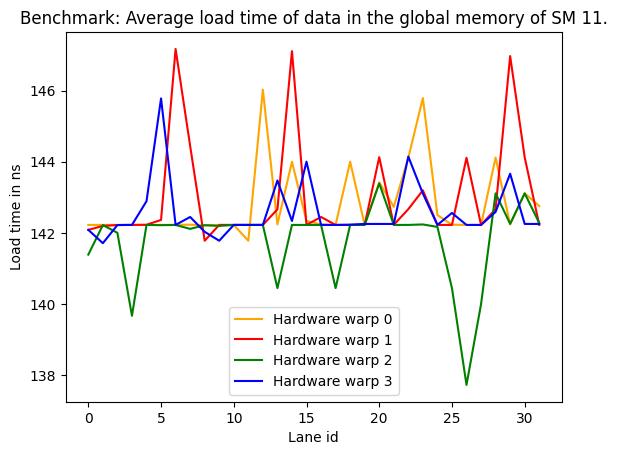 Benchmark: Average load time of data in the global memory of SM 11.
146
144
142
140
138
Load time in ns
Hardware warp 0
Hardware warp 1
Hardware warp 2
Hardware warp 3
0 5 10 15 20 25 30
Lane id